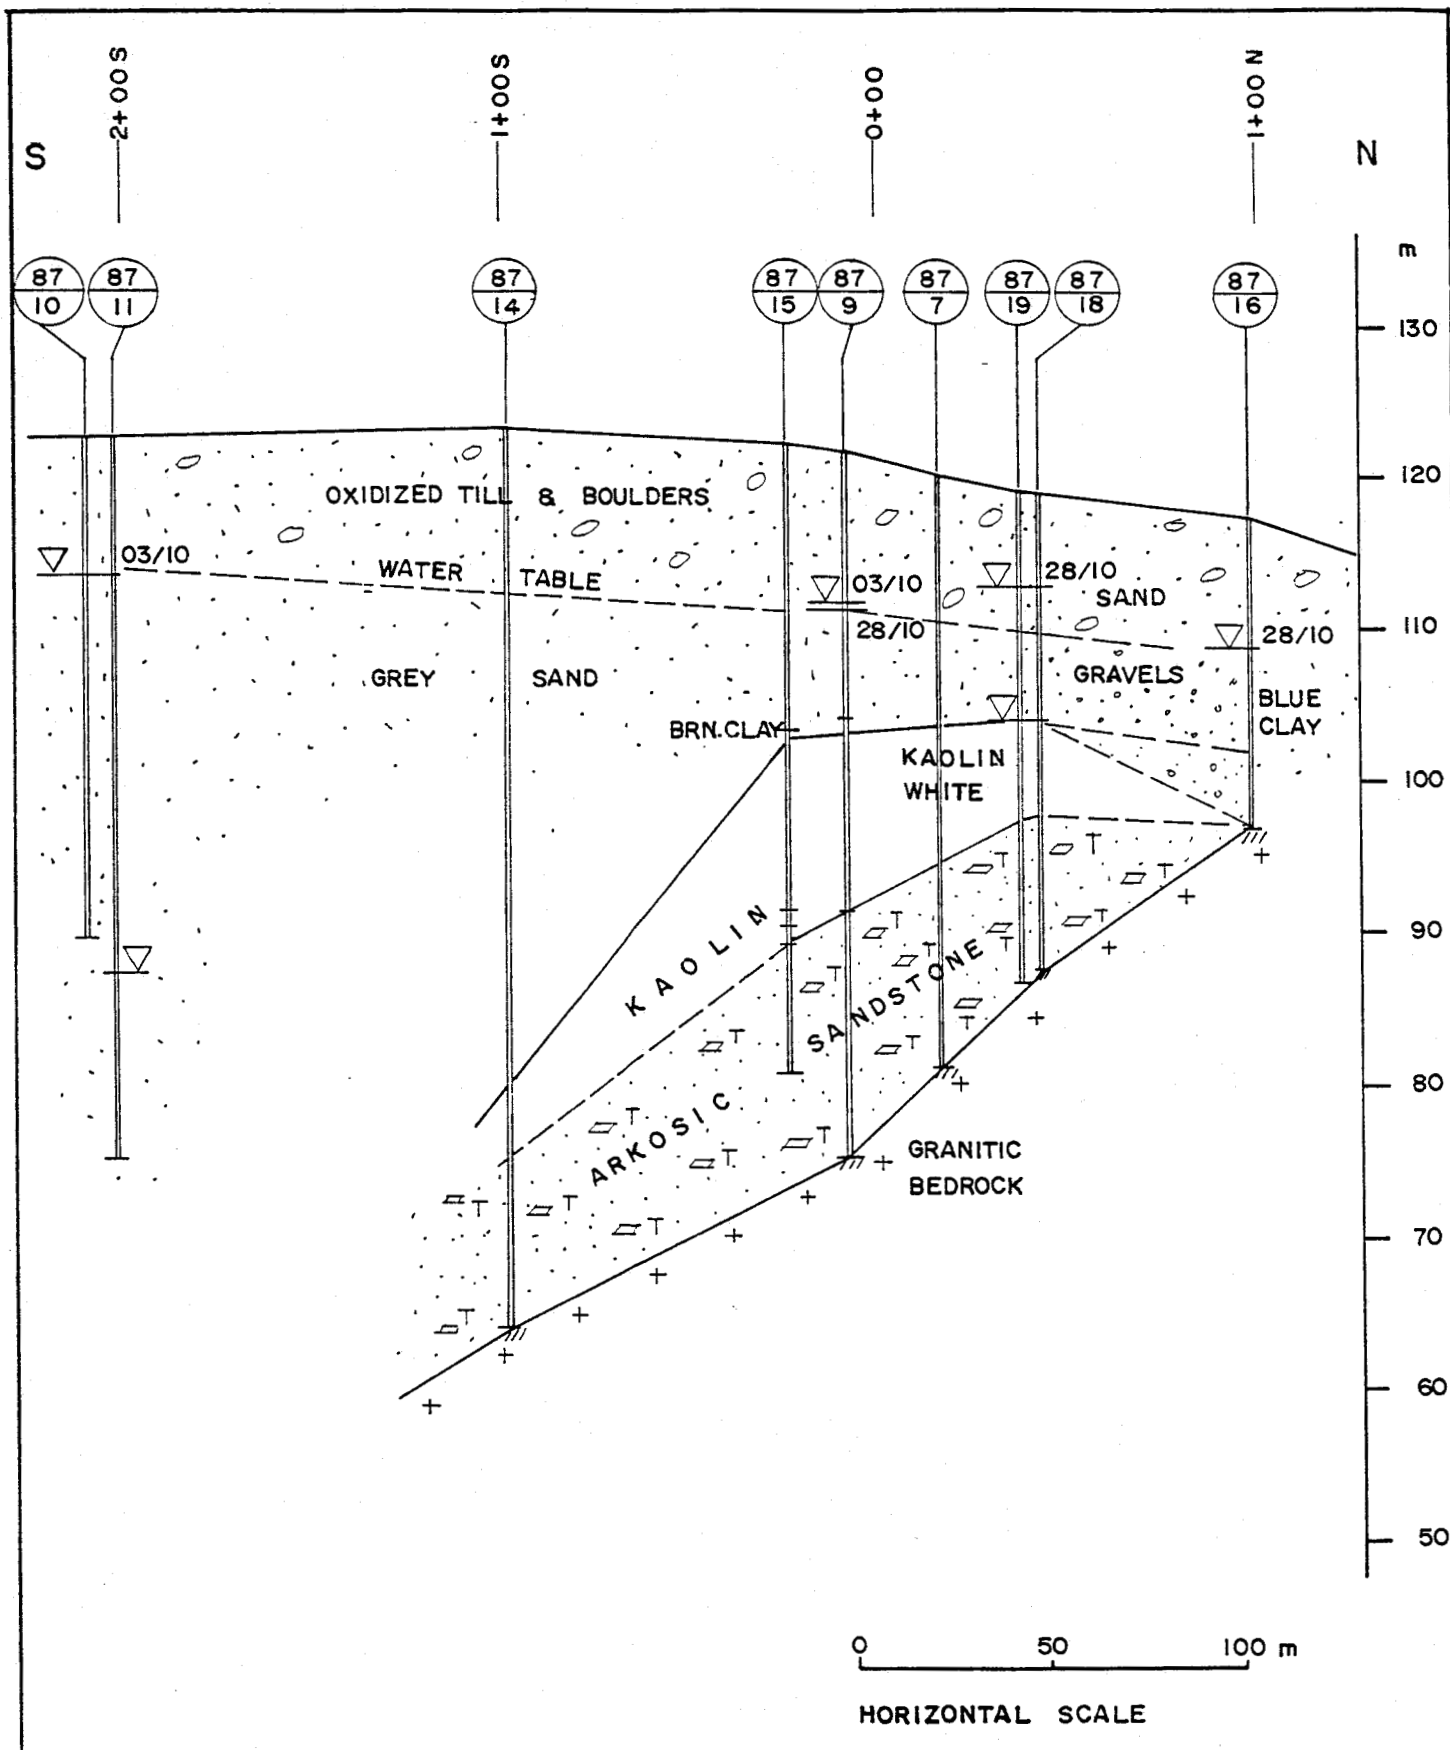 2+00S
1+00S
0+00
1+00N
S
N
m
87
10
87
11
87
14
87
15
87
9
87
7
87
19
87
18
87
16
130
120
110
100
90
80
70
60
50
OXIDIZED TILL & BOULDERS
03/10
WATER TABLE
03/10
28/10
28/10
SAND
28/10
GREY SAND
GRAVELS
BLUE
CLAY
BRN. CLAY
KAOLIN
WHITE
KAOLIN
ARKOSIC SANDSTONE
GRANITIC
BEDROCK
0 50 100 m
HORIZONTAL SCALE